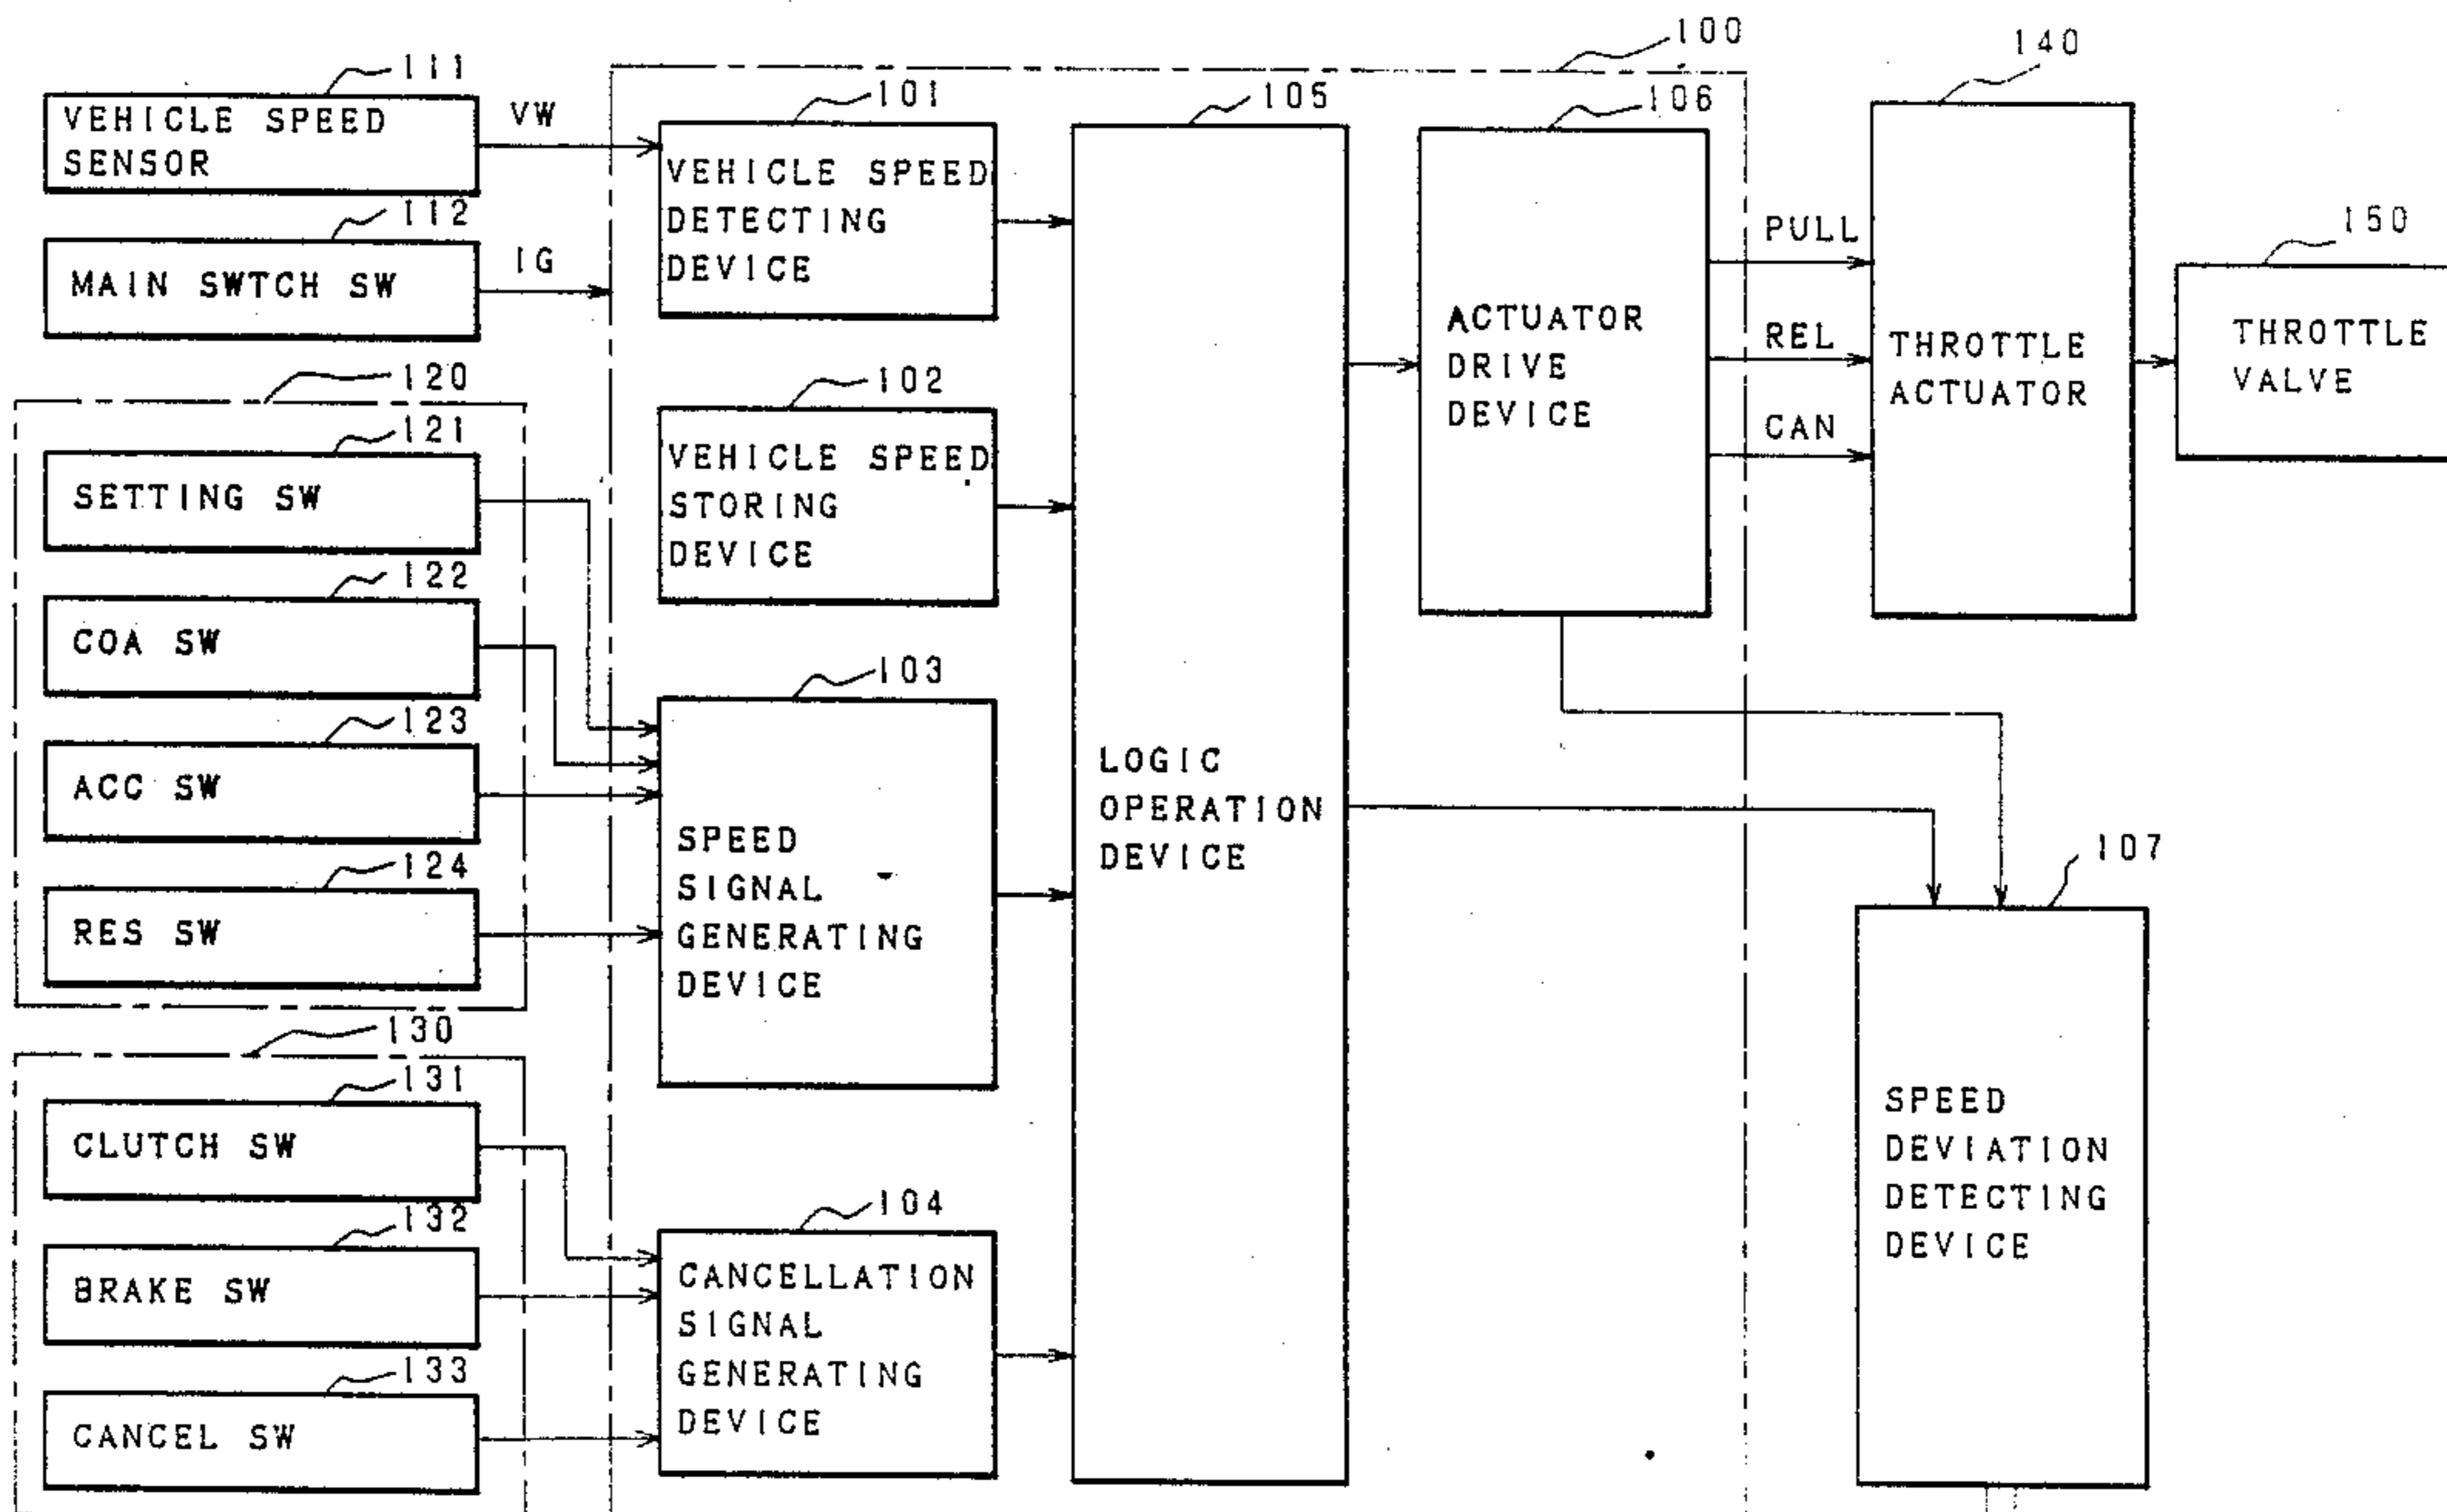 100
140
111
101
105
106
VEHICLE SPEED
SENSOR
VW
VEHICLE SPEED
DETECTING
DEVICE
112
MAIN SWTCH SW
IG
PULL
REL
CAN
ACTUATOR
DRIVE
DEVICE
THROTTLE
ACTUATOR
150
THROTTLE
VALVE
120
121
SETTING SW
102
VEHICLE SPEED
STORING
DEVICE
122
COA SW
123
ACC SW
124
RES SW
103
SPEED
SIGNAL
GENERATING
DEVICE
LOGIC
OPERATION
DEVICE
107
SPEED
DEVIATION
DETECTING
DEVICE
130
131
CLUTCH SW
132
BRAKE SW
133
CANCEL SW
104
CANCELLATION
SIGNAL
GENERATING
DEVICE